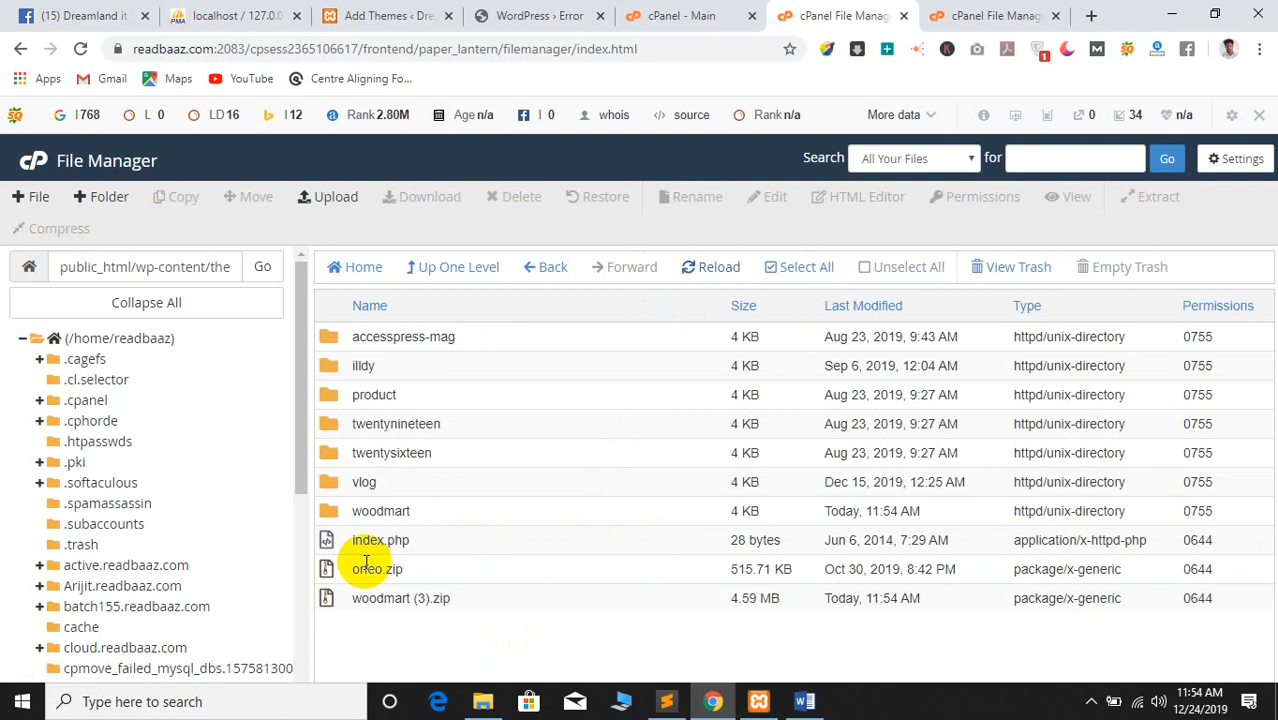 (15) Dreamland it
localhost / 127.0.0
Add Themes ‹ Dre
WordPress › Error
cPanel - Main
cPanel File Manag
cPanel File Manag
readbaaz.com:2083/cpsess2365106617/frontend/paper_lantern/filemanager/index.html
1
Apps
Gmail
Maps
YouTube
Centre Aligning Fo...
I 768
L 0
LD 16
I 12
Rank 2.80M
Age n/a
I 0
whois
source
Rank n/a
More data
0
34
n/a
File Manager
Search
All Your Files
for
Go
Settings
File
Folder
Copy
Move
Upload
Download
Delete
Restore
Rename
Edit
HTML Editor
Permissions
View
Extract
Compress
public_html/wp-content/the
Go
Collapse All
(/home/readbaaz)
.cagefs
.cl.selector
.cpanel
.cphorde
.htpasswds
.pki
.softaculous
.spamassassin
.subaccounts
.trash
active.readbaaz.com
Arijit.readbaaz.com
batch155.readbaaz.com
cache
cloud.readbaaz.com
cpmove_failed_mysql_dbs.157581300
Home
Up One Level
Back
Forward
Reload
Select All
Unselect All
View Trash
Empty Trash
Name Size Last Modified Type Permissions
accesspress-mag 4 KB Aug 23, 2019, 9:43 AM httpd/unix-directory 0755
illdy 4 KB Sep 6, 2019, 12:04 AM httpd/unix-directory 0755
product 4 KB Aug 23, 2019, 9:27 AM httpd/unix-directory 0755
twentynineteen 4 KB Aug 23, 2019, 9:27 AM httpd/unix-directory 0755
twentysixteen 4 KB Aug 23, 2019, 9:27 AM httpd/unix-directory 0755
vlog 4 KB Dec 15, 2019, 12:25 AM httpd/unix-directory 0755
woodmart 4 KB Today, 11:54 AM httpd/unix-directory 0755
index.php 28 bytes Jun 6, 2014, 7:29 AM application/x-httpd-php 0644
oneo.zip 515.71 KB Oct 30, 2019, 8:42 PM package/x-generic 0644
woodmart (3).zip 4.59 MB Today, 11:54 AM package/x-generic 0644
Type here to search
11:54 AM
12/24/2019